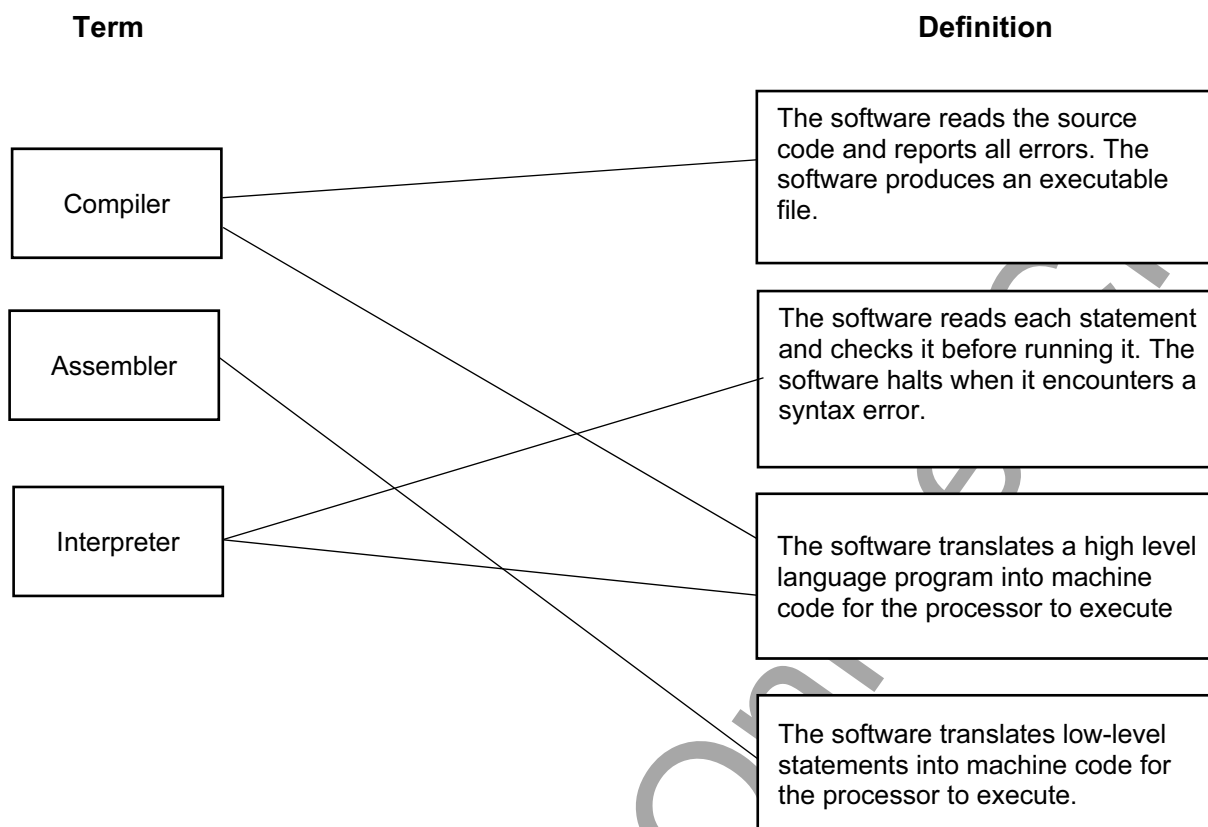 Term
Definition
Compiler
Assembler
Interpreter
The software reads the source
code and reports all errors. The
software produces an executable
file.
The software reads each statement
and checks it before running it. The
software halts when it encounters a
syntax error.
The software translates a high level
language program into machine
code for the processor to execute
The software translates low-level
statements into machine code for
the processor to execute.